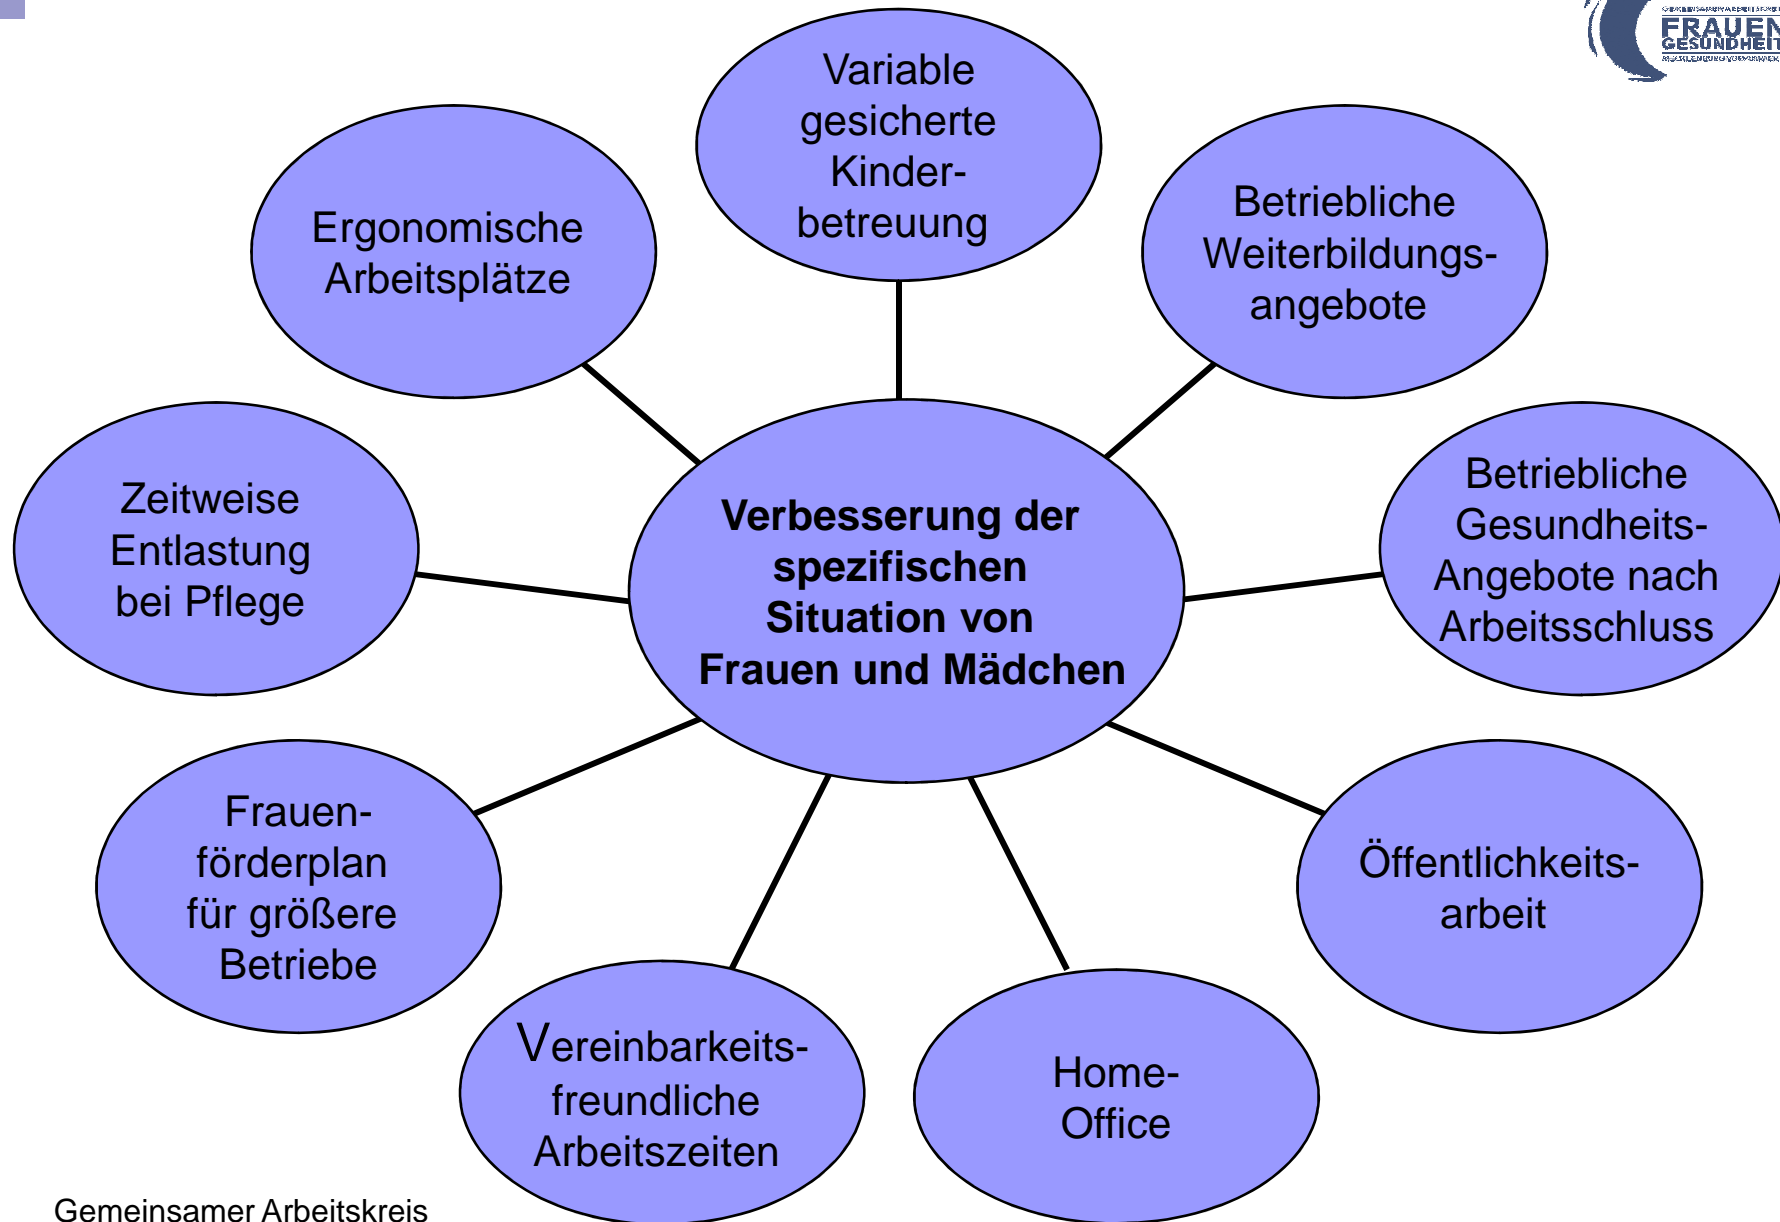 FRAUEN
GESUNDHEIT
Variable
gesicherte
Kinder-
betreuung
Ergonomische
Arbeitsplätze
Betriebliche
Weiterbildungs-
angebote
Zeitweise
Entlastung
bei Pflege
Verbesserung der
spezifischen
Situation von
Frauen und Mädchen
Betriebliche
Gesundheits-
Angebote nach
Arbeitsschluss
Frauen-
förderplan
für größere
Betriebe
Öffentlichkeits-
arbeit
Vereinbarkeits-
freundliche
Arbeitszeiten
Home-
Office
Gemeinsamer Arbeitskreis